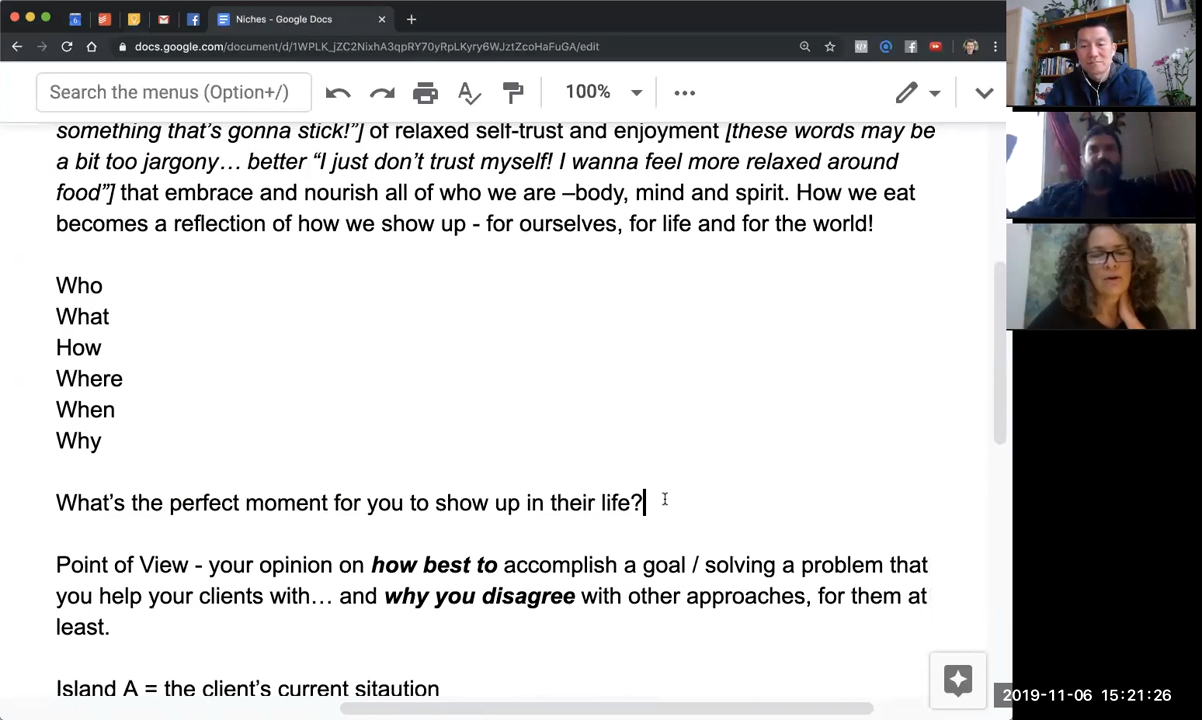 Niches - Google Docs
docs.google.com/document/d/1WPLK_jZC2NixhA3qpRY70yRpLKyry6WJztZcoHaFuGA/edit
Search the menus (Option+/)
100%
something that's gonna stick!”] of relaxed self-trust and enjoyment [these words may be
a bit too jargony… better “I just don't trust myself! I wanna feel more relaxed around
food”] that embrace and nourish all of who we are –body, mind and spirit. How we eat
becomes a reflection of how we show up - for ourselves, for life and for the world!
Who
What
How
Where
When
Why
What's the perfect moment for you to show up in their life?
Point of View - your opinion on how best to accomplish a goal / solving a problem that
you help your clients with… and why you disagree with other approaches, for them at
least.
Island A = the client's current sitaution
2019-11-06 15:21:26